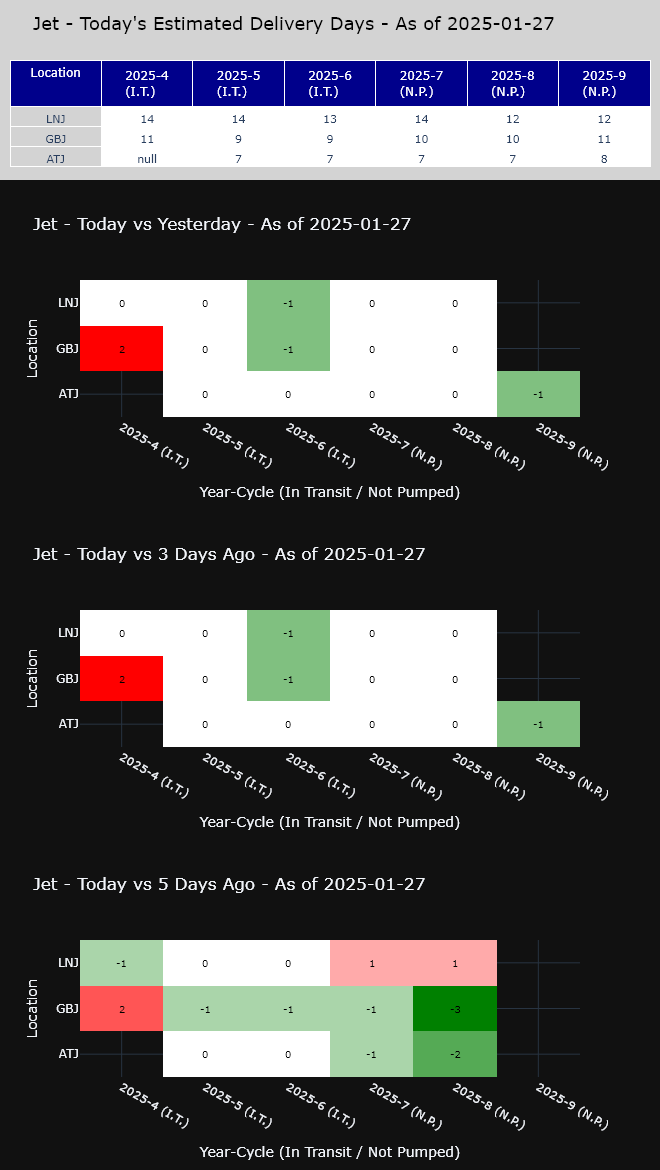 Jet - Today's Estimated Delivery Days - As of 2025-01-27
Location 2025-4 (I.T.) 2025-5 (I.T.) 2025-6 (I.T.) 2025-7 (N.P.) 2025-8 (N.P.) 2025-9 (N.P.)
LNJ 14 14 13 14 12 12
GBJ 11 9 9 10 10 11
ATJ null 7 7 7 7 8
Jet - Today vs Yesterday - As of 2025-01-27
Location
LNJ 0 0 -1 0 0
GBJ 2 0 -1 0 0
ATJ 0 0 0 0 -1
2025-4 (I.T.) 2025-5 (I.T.) 2025-6 (I.T.) 2025-7 (N.P.) 2025-8 (N.P.) 2025-9 (N.P.)
Year-Cycle (In Transit / Not Pumped)
Jet - Today vs 3 Days Ago - As of 2025-01-27
Location
LNJ 0 0 -1 0 0
GBJ 2 0 -1 0 0
ATJ 0 0 0 0 -1
2025-4 (I.T.) 2025-5 (I.T.) 2025-6 (I.T.) 2025-7 (N.P.) 2025-8 (N.P.) 2025-9 (N.P.)
Year-Cycle (In Transit / Not Pumped)
Jet - Today vs 5 Days Ago - As of 2025-01-27
Location
LNJ -1 0 0 1 1
GBJ 2 -1 -1 -1 -3
ATJ 0 0 -1 -2
2025-4 (I.T.) 2025-5 (I.T.) 2025-6 (I.T.) 2025-7 (N.P.) 2025-8 (N.P.) 2025-9 (N.P.)
Year-Cycle (In Transit / Not Pumped)